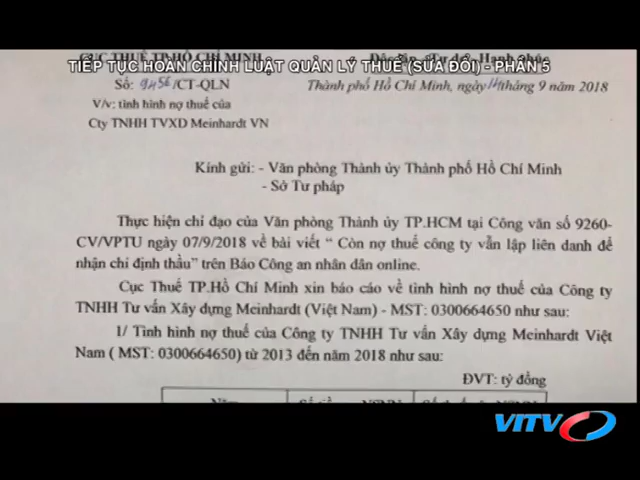 CỤC THUẾ TP.HỒ CHÍ MINH
TIẾP TỤC HOÀN CHỈNH LUẬT QUẢN LÝ THUẾ (SỬA ĐỔI) - PHẦN 5
Số: /CT-QLN
Thành phố Hồ Chí Minh, ngày tháng 9 năm 2018
V/v: tình hình nợ thuế của
Cty TNHH TVXD Meinhardt VN
Kính gửi: - Văn phòng Thành ủy Thành phố Hồ Chí Minh
- Sở Tư pháp
Thực hiện chỉ đạo của Văn phòng Thành ủy TP.HCM tại Công văn số 9260-
CV/VPTU ngày 07/9/2018 về bài viết “ Còn nợ thuế công ty vẫn lập liên danh để
nhận chỉ định thầu” trên Báo Công an nhân dân online.
Cục Thuế TP.Hồ Chí Minh xin báo cáo về tình hình nợ thuế của Công ty
TNHH Tư vấn Xây dựng Meinhardt (Việt Nam) - MST: 0300664650 như sau:
1/ Tình hình nợ thuế của Công ty TNHH Tư vấn Xây dựng Meinhardt Việt
Nam ( MST: 0300664650) từ 2013 đến năm 2018 như sau:
ĐVT: tỷ đồng
VITV